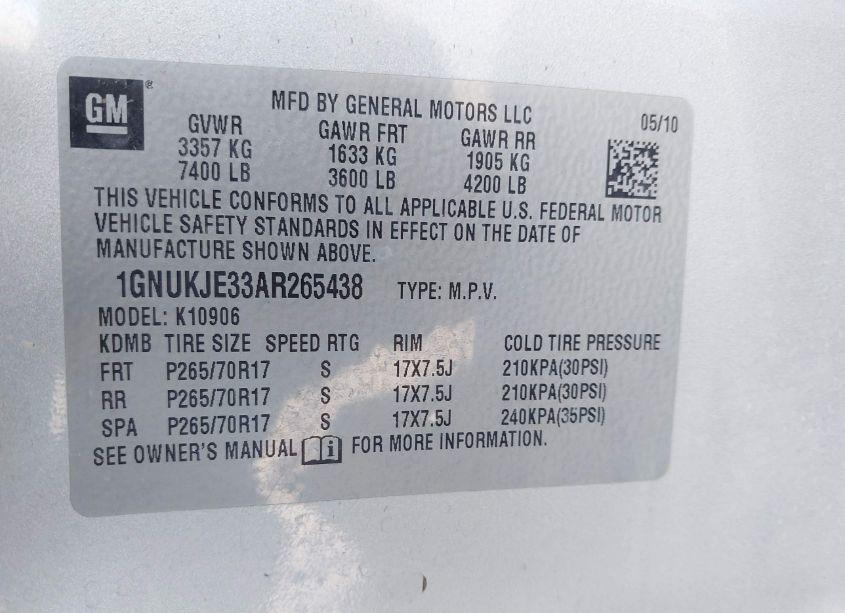 GM®
MFD BY GENERAL MOTORS LLC
05/10
GVWR GAWR FRT GAWR RR
3357 KG 1633 KG 1905 KG
7400 LB 3600 LB 4200 LB
THIS VEHICLE CONFORMS TO ALL APPLICABLE U.S. FEDERAL MOTOR
VEHICLE SAFETY STANDARDS IN EFFECT ON THE DATE OF
MANUFACTURE SHOWN ABOVE.
1GNUKJE33AR265438 TYPE: M.P.V.
MODEL: K10906
KDMB TIRE SIZE SPEED RTG RIM COLD TIRE PRESSURE
FRT P265/70R17 S 17X7.5J 210KPA(30PSI)
RR P265/70R17 S 17X7.5J 210KPA(30PSI)
SPA P265/70R17 S 17X7.5J 240KPA(35PSI)
SEE OWNER'S MANUAL i FOR MORE INFORMATION.